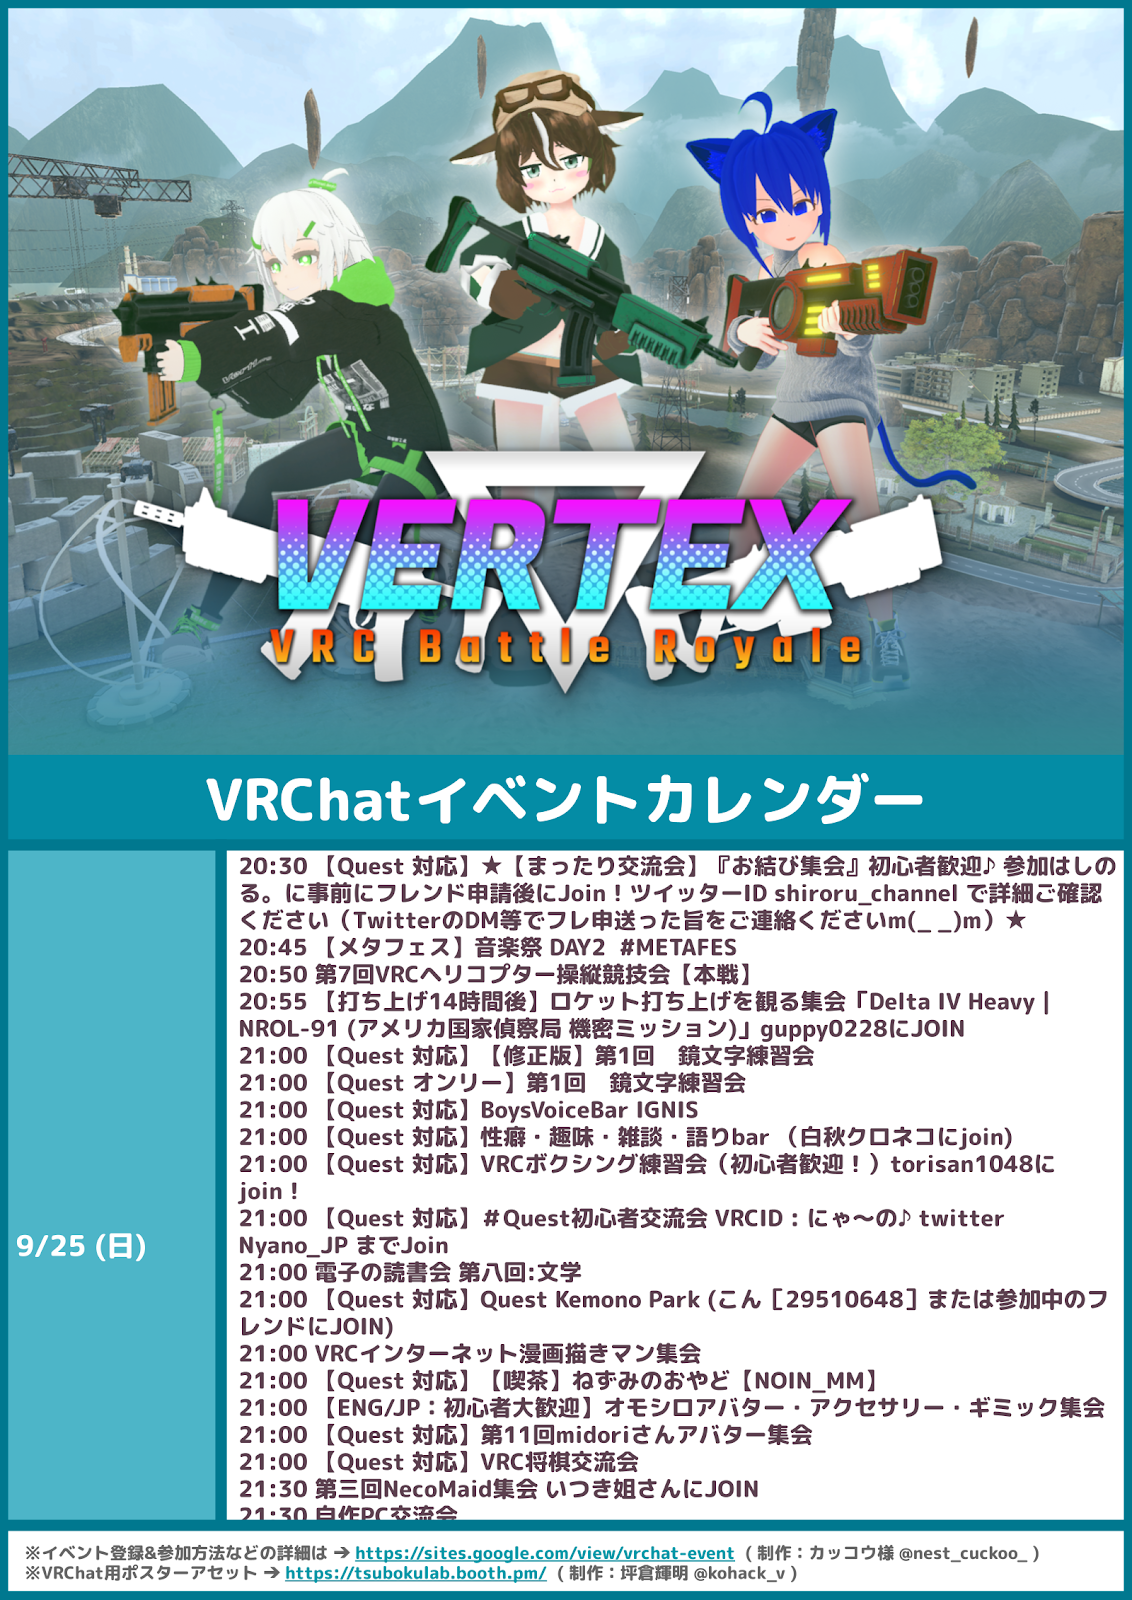 VERTEX
VRC Battle Royale
VRChatイベントカレンダー
9/25 (日)
20:30 【Quest 対応】★【まったり交流会】『お結び集会』初心者歓迎♪ 参加はしの
る。に事前にフレンド申請後にJoin！ツイッターID shiroru_channel で詳細ご確認
ください（TwitterのDM等でフレ申送った旨をご連絡くださいm(_ _)m）★
20:45 【メタフェス】音楽祭 DAY2 #METAFES
20:50 第7回VRCヘリコプター操縦競技会【本戦】
20:55 【打ち上げ14時間後】ロケット打ち上げを観る集会「Delta IV Heavy |
NROL-91 (アメリカ国家偵察局 機密ミッション)」guppy0228にJOIN
21:00 【Quest 対応】【修正版】第1回　鏡文字練習会
21:00 【Quest オンリー】第1回　鏡文字練習会
21:00 【Quest 対応】BoysVoiceBar IGNIS
21:00 【Quest 対応】性癖・趣味・雑談・語りbar （白秋クロネコにjoin)
21:00 【Quest 対応】VRCボクシング練習会（初心者歓迎！）torisan1048に
join！
21:00 【Quest 対応】＃Quest初心者交流会 VRCID：にゃ～の♪ twitter
Nyano_JP までJoin
21:00 電子の読書会 第八回:文学
21:00 【Quest 対応】Quest Kemono Park (こん［29510648］または参加中のフ
レンドにJOIN)
21:00 VRCインターネット漫画描きマン集会
21:00 【Quest 対応】【喫茶】ねずみのおやど【NOIN_MM】
21:00 【ENG/JP：初心者大歓迎】オモシロアバター・アクセサリー・ギミック集会
21:00 【Quest 対応】第11回midoriさんアバター集会
21:00 【Quest 対応】VRC将棋交流会
21:30 第三回NecoMaid集会 いつき姐さんにJOIN
21:30 自作PC交流会
※イベント登録&参加方法などの詳細は → https://sites.google.com/view/vrchat-event （ 制作：カッコウ様 @nest_cuckoo_ ）
※VRChat用ポスターアセット → https://tsubokulab.booth.pm/ （ 制作：坪倉輝明 @kohack_v ）